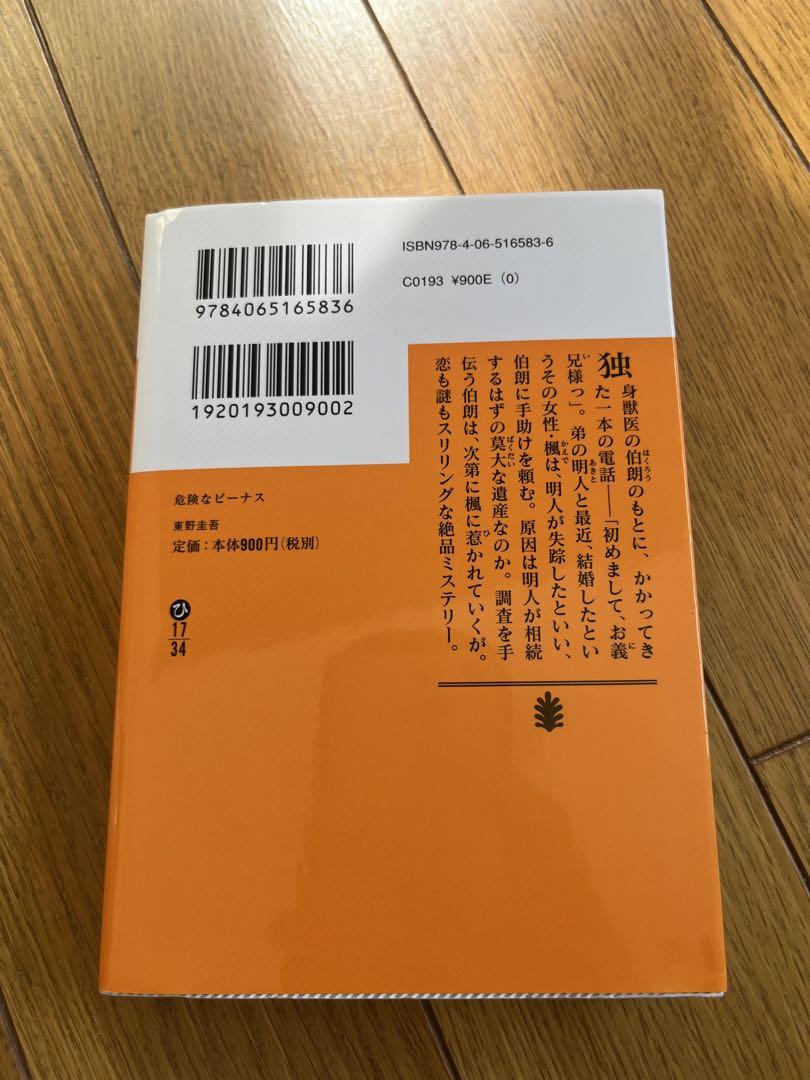 ISBN978-4-06-516583-6
C0193 ¥900E (0)
9784065165836
1920193009002
独身獣医の伯朗のもとに、かかってき
た一本の電話――「初めまして、お義
兄様っ」。弟の明人と最近、結婚したとい
うその女性・楓は、明人が失踪したといい、
伯朗に手助けを頼む。原因は明人が相続
するはずの莫大な遺産なのか。調査を手
伝う伯朗は、次第に楓に惹かれていくが。
恋も謎もスリリングな絶品ミステリー。
危険なビーナス
東野圭吾
定価：本体900円(税別)
ひ
17
34